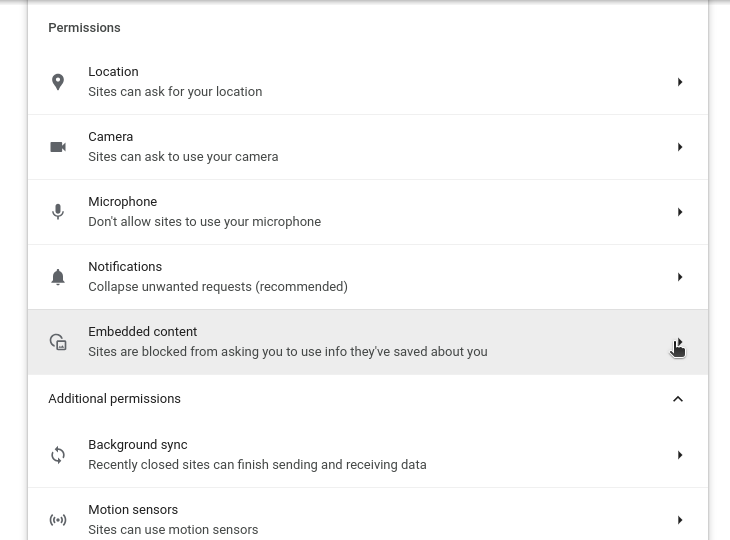 Permissions
Location
Sites can ask for your location
Camera
Sites can ask to use your camera
Microphone
Don't allow sites to use your microphone
Notifications
Collapse unwanted requests (recommended)
Embedded content
Sites are blocked from asking you to use info they've saved about you
Additional permissions
Background sync
Recently closed sites can finish sending and receiving data
Motion sensors
Sites can use motion sensors